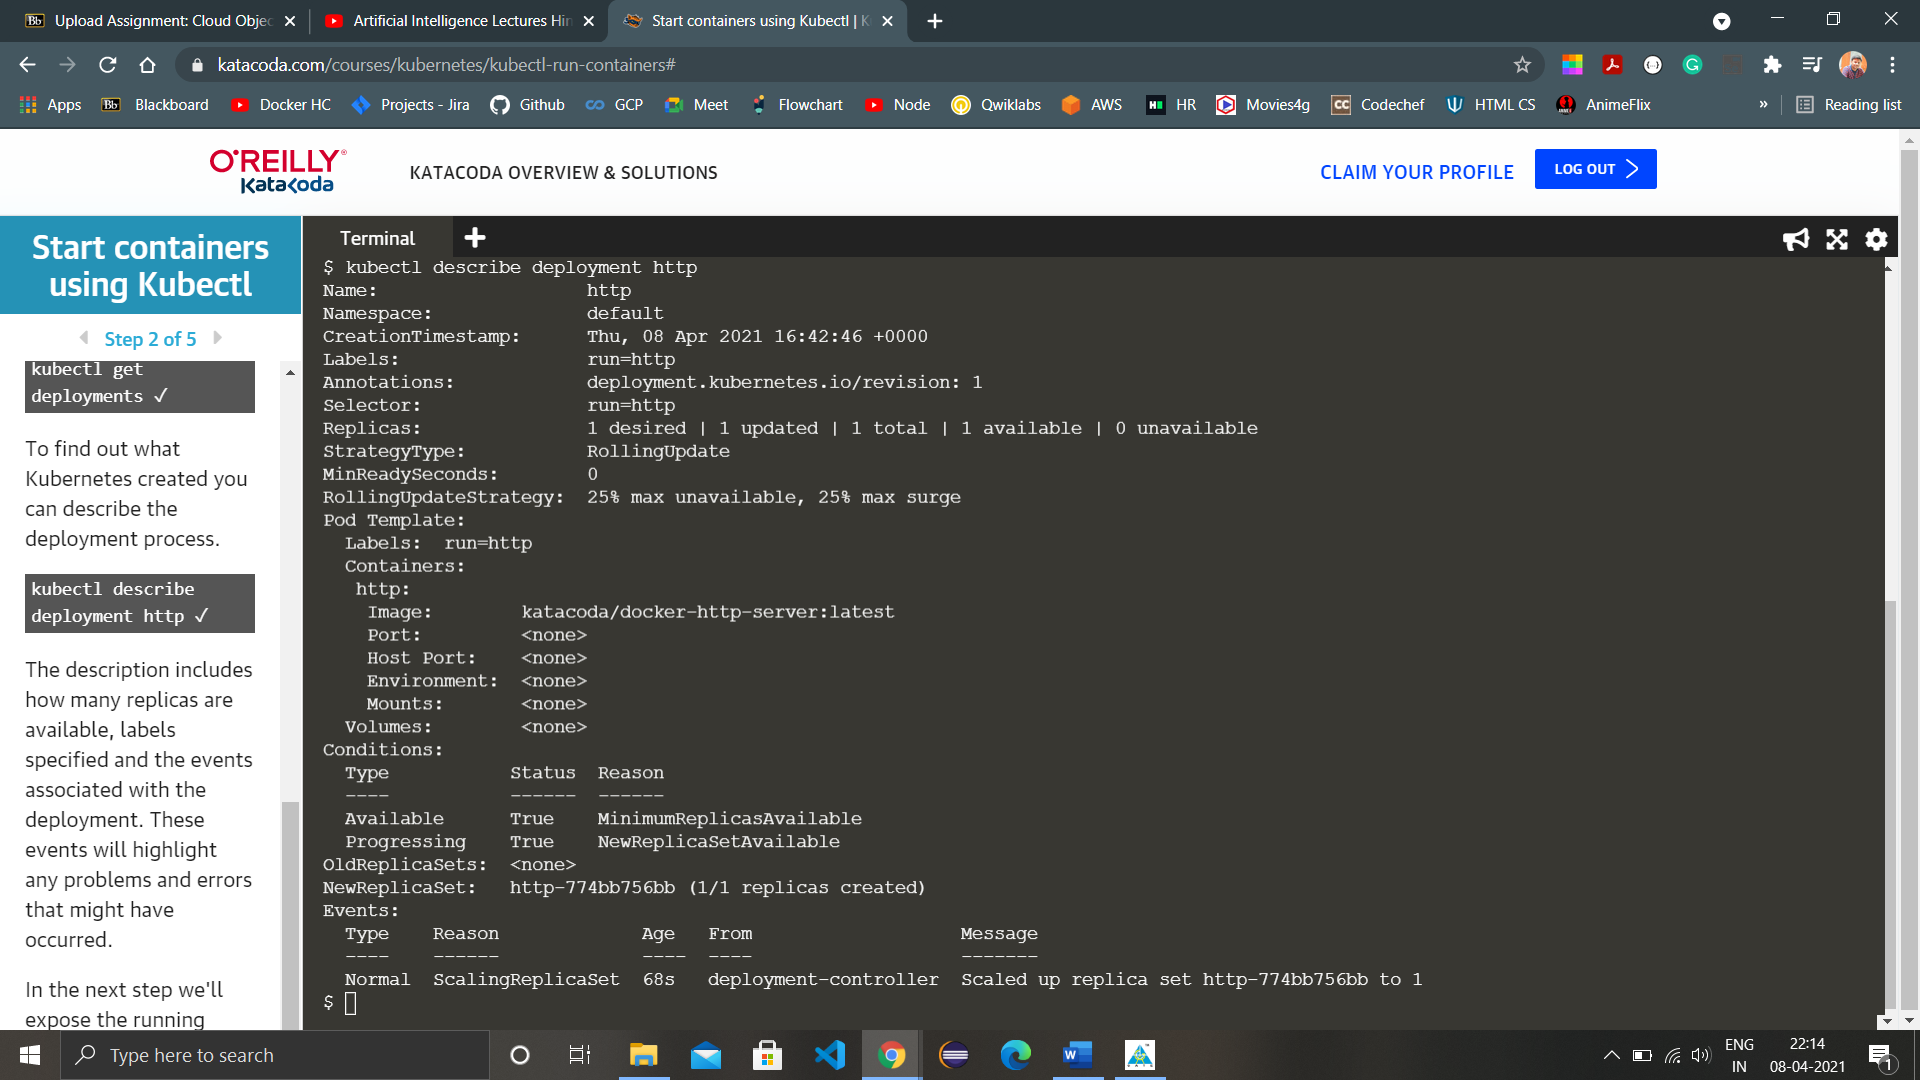 Bb Upload Assignment: Cloud Objec
Artificial Intelligence Lectures Hin
Start containers using Kubectl | K
katacoda.com/courses/kubernetes/kubectl-run-containers#
Apps Bb Blackboard Docker HC Projects - Jira Github GCP Meet Flowchart Node Qwiklabs AWS HR Movies4g CC Codechef HTML CS AnimeFlix » Reading list
O'REILLY®
Katacoda
KATACODA OVERVIEW & SOLUTIONS
CLAIM YOUR PROFILE
LOG OUT
Start containers
using Kubectl
Step 2 of 5
kubectl get
deployments ✓
To find out what
Kubernetes created you
can describe the
deployment process.
kubectl describe
deployment http ✓
The description includes
how many replicas are
available, labels
specified and the events
associated with the
deployment. These
events will highlight
any problems and errors
that might have
occurred.
In the next step we'll
expose the running
Terminal
$ kubectl describe deployment http
Name: http
Namespace: default
CreationTimestamp: Thu, 08 Apr 2021 16:42:46 +0000
Labels: run=http
Annotations: deployment.kubernetes.io/revision: 1
Selector: run=http
Replicas: 1 desired | 1 updated | 1 total | 1 available | 0 unavailable
StrategyType: RollingUpdate
MinReadySeconds: 0
RollingUpdateStrategy: 25% max unavailable, 25% max surge
Pod Template:
Labels: run=http
Containers:
http:
Image: katacoda/docker-http-server:latest
Port: <none>
Host Port: <none>
Environment: <none>
Mounts: <none>
Volumes: <none>
Conditions:
Type Status Reason
---- ------ ------
Available True MinimumReplicasAvailable
Progressing True NewReplicaSetAvailable
OldReplicaSets: <none>
NewReplicaSet: http-774bb756bb (1/1 replicas created)
Events:
Type Reason Age From Message
---- ------ ---- ---- -------
Normal ScalingReplicaSet 68s deployment-controller Scaled up replica set http-774bb756bb to 1
$
Type here to search
ENG
IN
22:14
08-04-2021
1